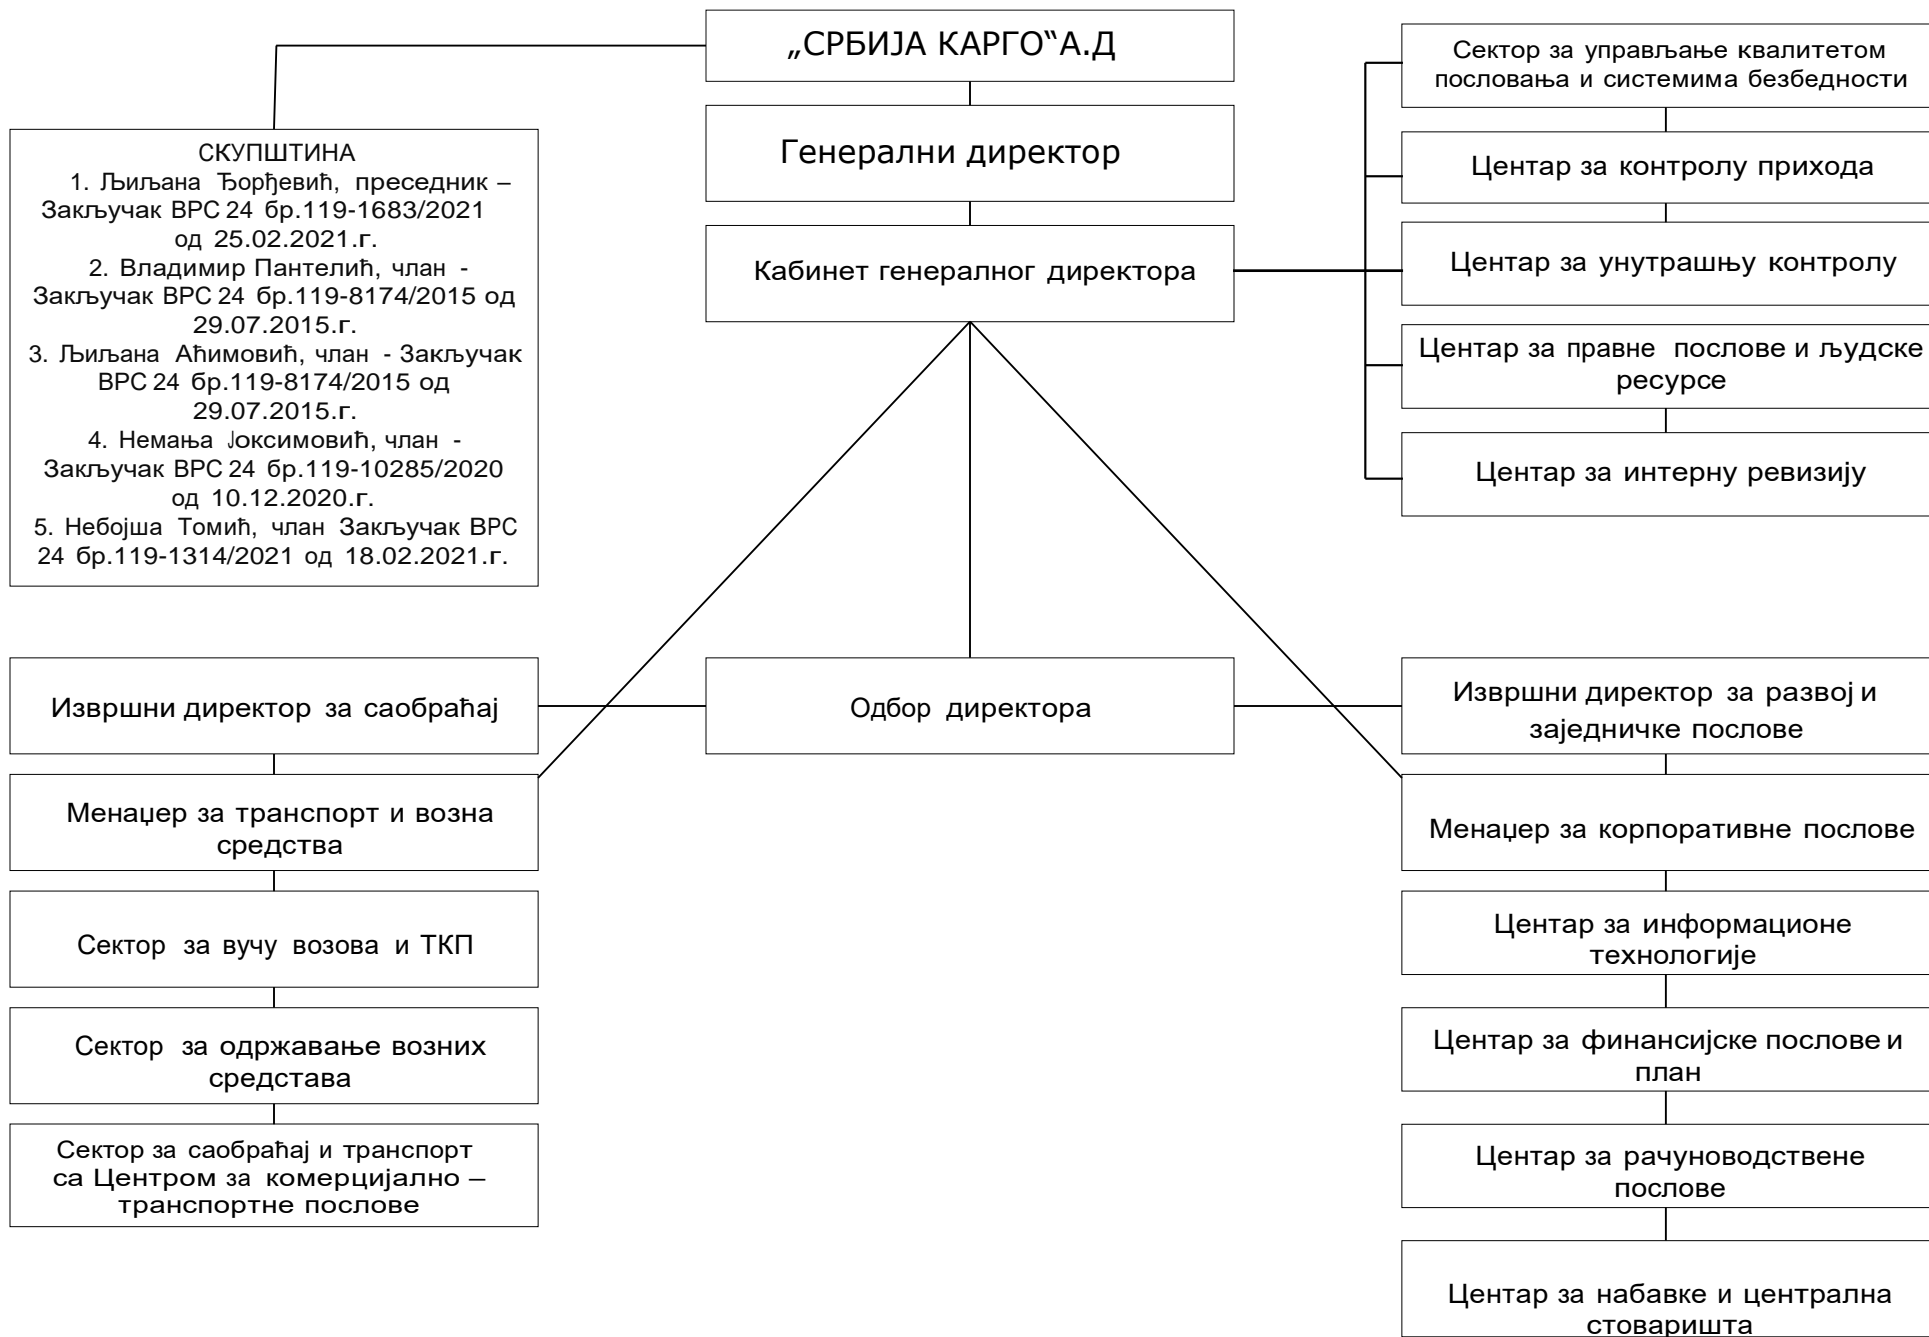 „СРБИЈА КАРГО“А.Д
Генерални директор
Кабинет генералног директора
СКУПШТИНА
1. Љиљана Ђорђевић, преседник –
Закључак ВРС 24 бр.119-1683/2021
од 25.02.2021.г.
2. Владимир Пантелић, члан -
Закључак ВРС 24 бр.119-8174/2015 од
29.07.2015.г.
3. Љиљана Аћимовић, члан - Закључак
ВРС 24 бр.119-8174/2015 од
29.07.2015.г.
4. Немања Јоксимовић, члан -
Закључак ВРС 24 бр.119-10285/2020
од 10.12.2020.г.
5. Небојша Томић, члан Закључак ВРС
24 бр.119-1314/2021 од 18.02.2021.г.
Сектор за управљање квалитетом
пословања и системима безбедности
Центар за контролу прихода
Центар за унутрашњу контролу
Центар за правне послове и људске
ресурсе
Центар за интерну ревизију
Извршни директор за саобраћај
Менаџер за транспорт и возна
средства
Сектор за вучу возова и ТКП
Сектор за одржавање возних
средстава
Сектор за саобраћај и транспорт
са Центром за комерцијално –
транспортне послове
Одбор директора
Извршни директор за развој и
заједничке послове
Менаџер за корпоративне послове
Центар за информационе
технологије
Центар за финансијске послове и
план
Центар за рачуноводствене
послове
Центар за набавке и централна
стоваришта